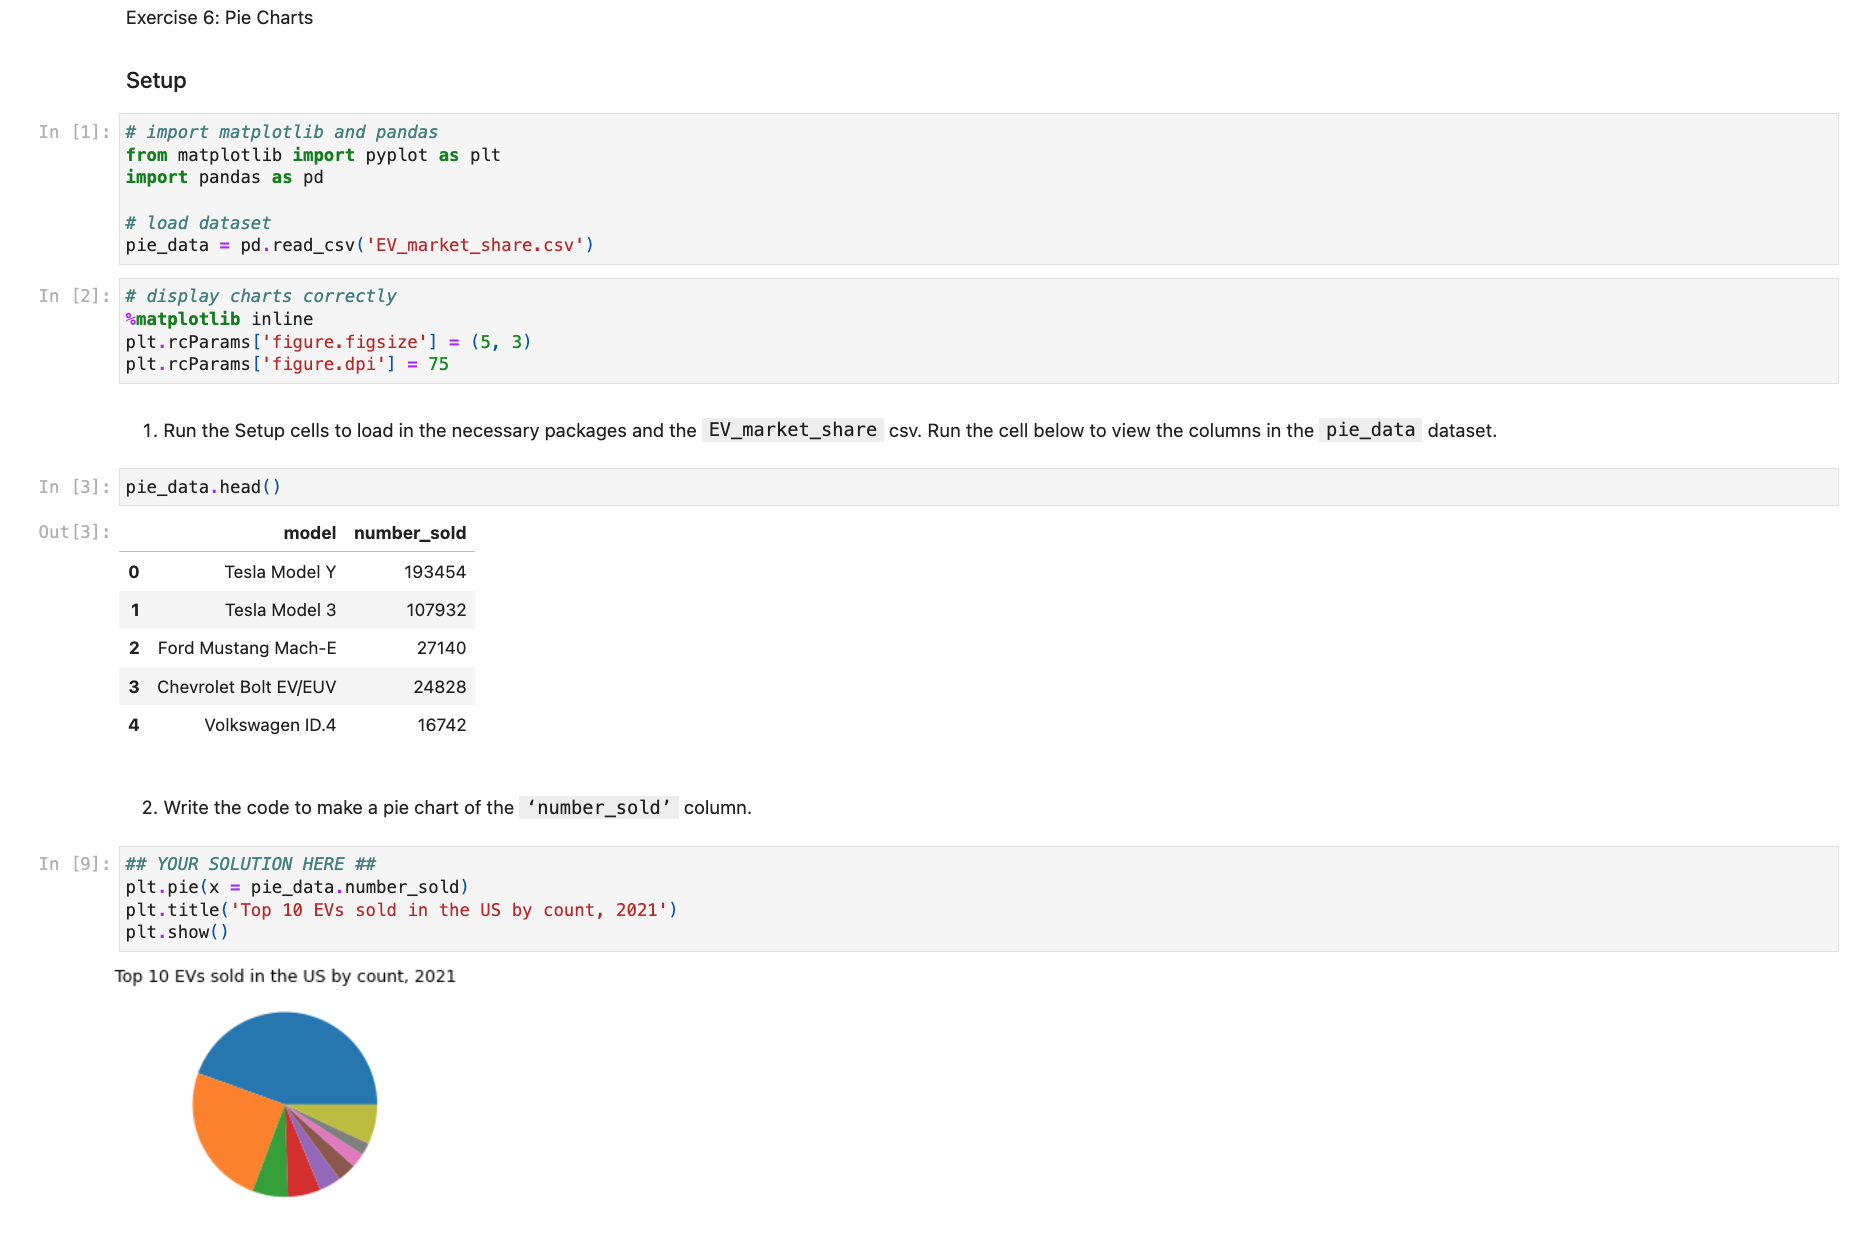 Exercise 6: Pie Charts
Setup
In [1]:
# import matplotlib and pandas
from matplotlib import pyplot as plt
import pandas as pd
# load dataset
pie_data = pd.read_csv('EV_market_share.csv')
In [2]:
# display charts correctly
%matplotlib inline
plt.rcParams['figure.figsize'] = (5, 3)
plt.rcParams['figure.dpi'] = 75
1. Run the Setup cells to load in the necessary packages and the EV_market_share csv. Run the cell below to view the columns in the pie_data dataset.
In [3]:
pie_data.head()
Out[3]:
model number_sold
0 Tesla Model Y 193454
1 Tesla Model 3 107932
2 Ford Mustang Mach-E 27140
3 Chevrolet Bolt EV/EUV 24828
4 Volkswagen ID.4 16742
2. Write the code to make a pie chart of the ‘number_sold’ column.
In [9]:
## YOUR SOLUTION HERE ##
plt.pie(x = pie_data.number_sold)
plt.title('Top 10 EVs sold in the US by count, 2021')
plt.show()
Top 10 EVs sold in the US by count, 2021